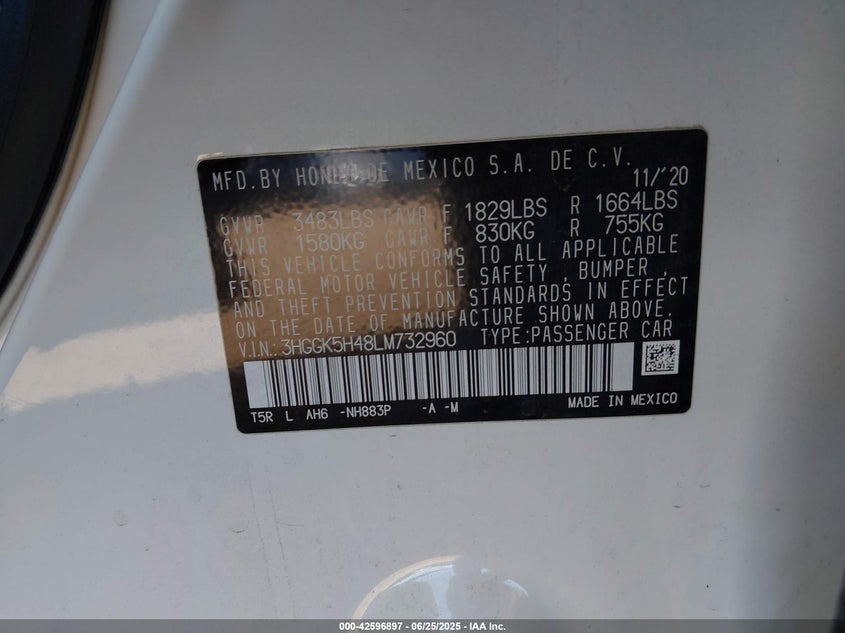 MFD. BY HONDA DE MEXICO S.A. DE C.V.
11/'20
GVWR 3483LBS GAWR F 1829LBS R 1664LBS
GVWR 1580KG GAWR F 830KG R 755KG
THIS VEHICLE CONFORMS TO ALL APPLICABLE
FEDERAL MOTOR VEHICLE SAFETY, BUMPER,
AND THEFT PREVENTION STANDARDS IN EFFECT
ON THE DATE OF MANUFACTURE SHOWN ABOVE.
V.I.N.: 3HGGK5H48LM732960 TYPE:PASSENGER CAR
T5R L AH6 -NH883P -A -M MADE IN MEXICO
000-42596897 - 06/25/2025 - IAA Inc.